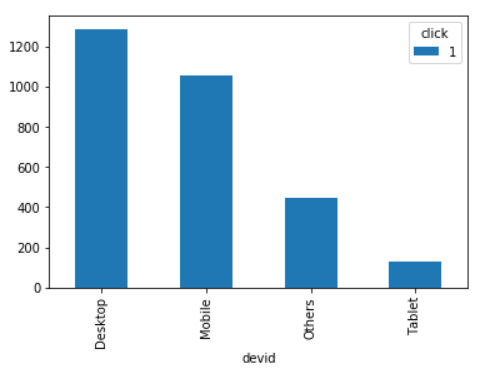 click
1
1200
1000
800
600
400
200
0
Desktop
Mobile
Others
Tablet
devid